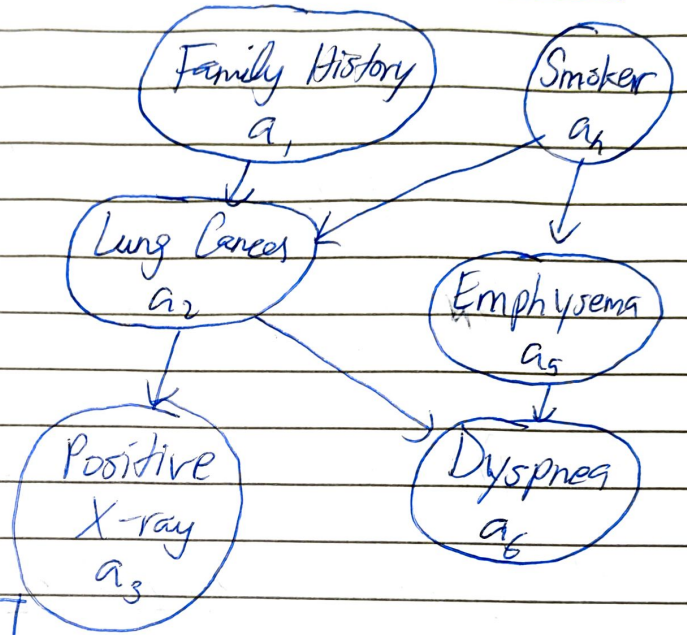 Family History
a1
Smoker
a4
Lung Cancer
a2
Emphysema
a5
Positive
X-ray
a3
Dyspnea
a6